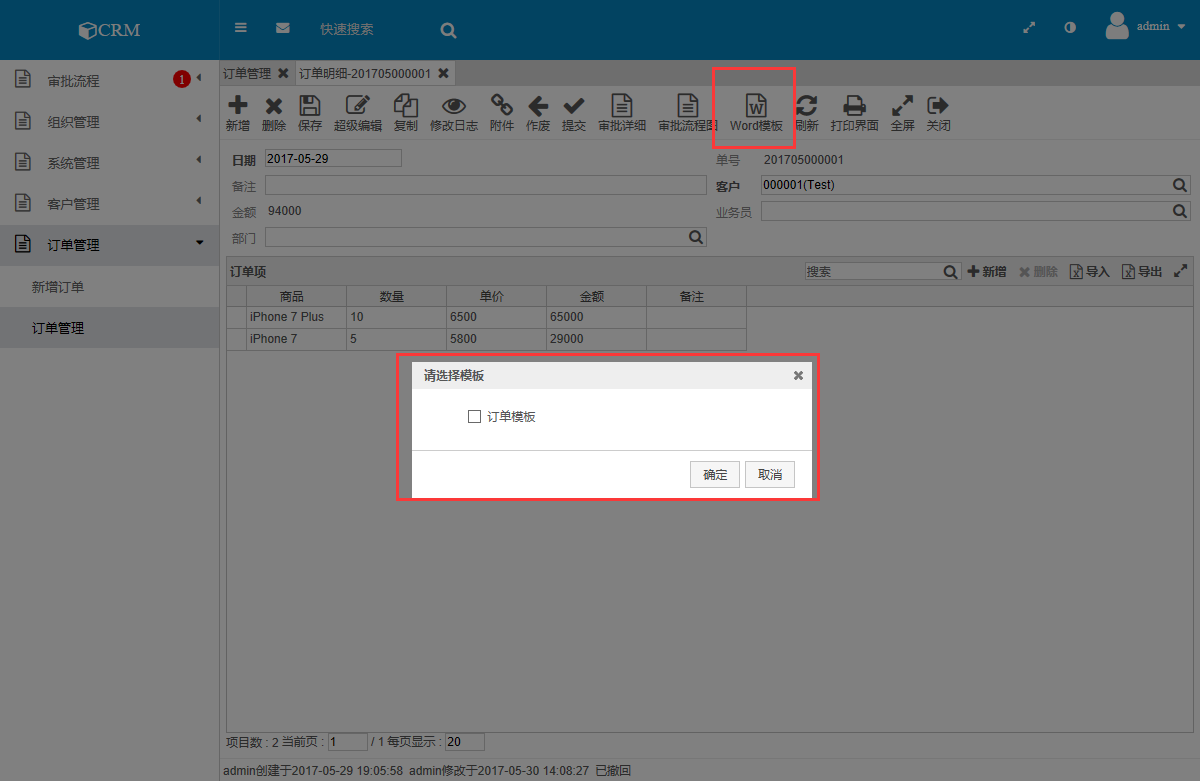 CRM
快速搜索
admin
审批流程 1
组织管理
系统管理
客户管理
订单管理
新增订单
订单管理
订单管理 订单明细-201705000001
新增 删除 保存 超级编辑 复制 修改日志 附件 作废 提交 审批详细 审批流程图 Word模板 刷新 打印界面 全屏 关闭
日期 2017-05-29 单号 201705000001
备注 客户 000001(Test)
金额 94000 业务员
部门
订单项 搜索 新增 删除 导入 导出
商品 数量 单价 金额 备注
iPhone 7 Plus 10 6500 65000
iPhone 7 5 5800 29000
请选择模板
订单模板
确定 取消
项目数 : 2 当前页 : 1 / 1 每页显示 : 20
admin创建于2017-05-29 19:05:58 admin修改于2017-05-30 14:08:27 已撤回